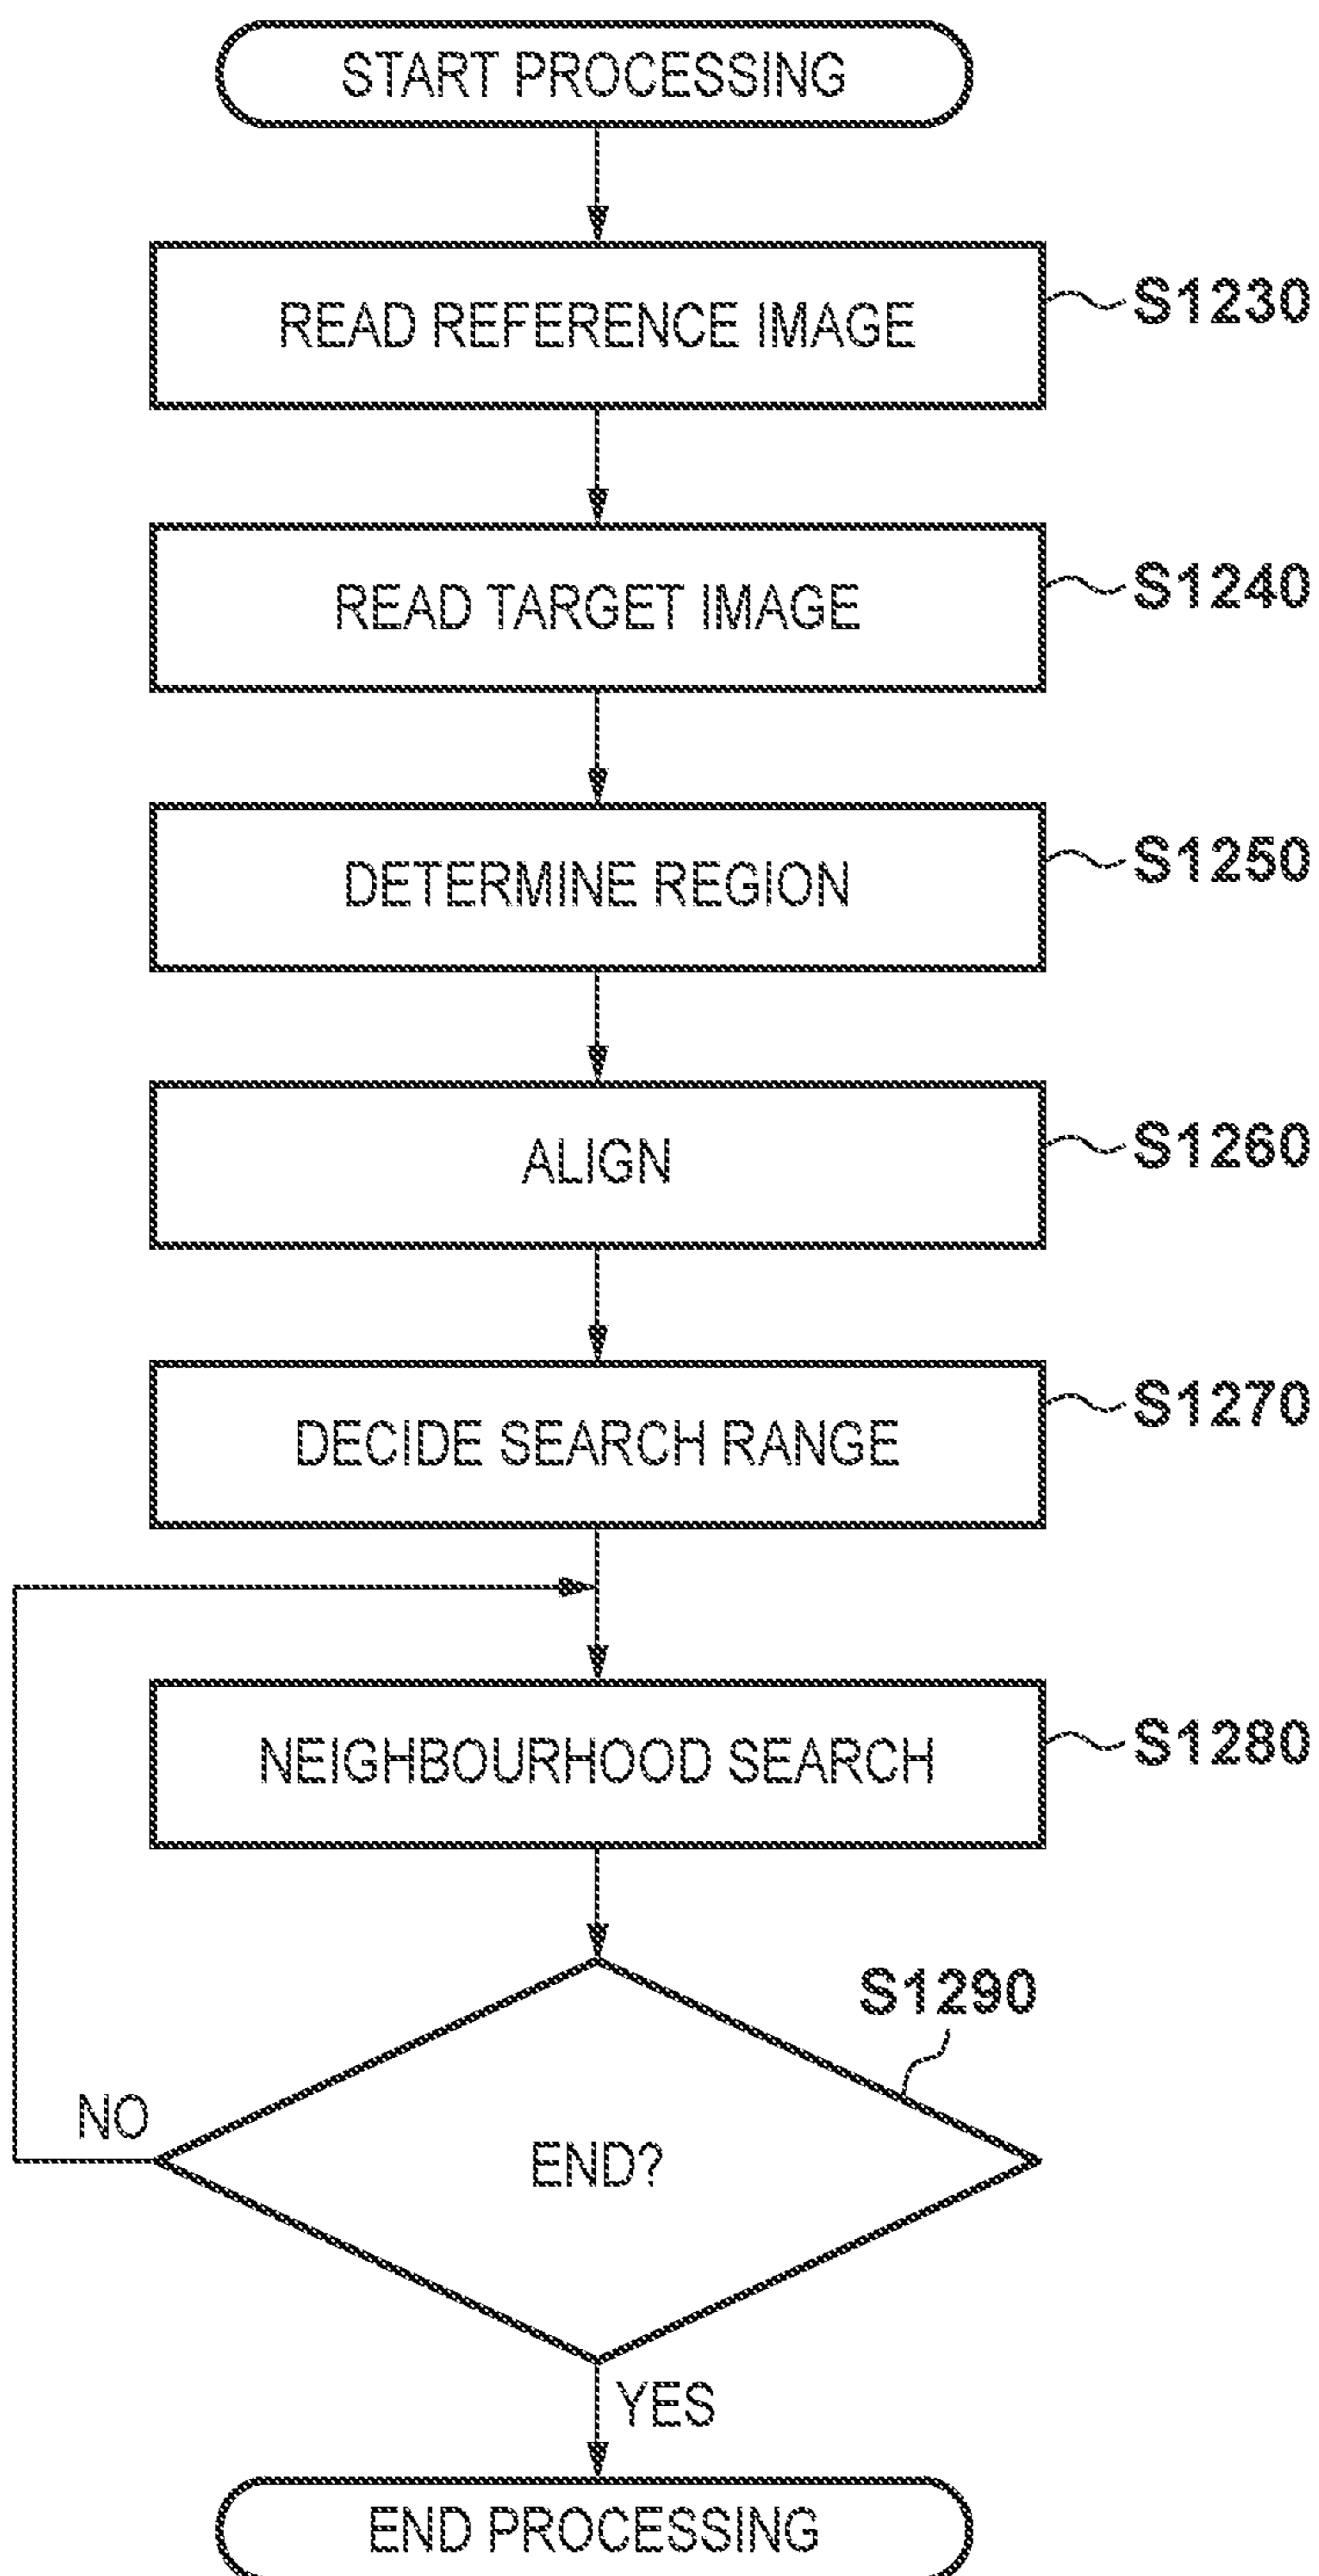 START PROCESSING
READ REFERENCE IMAGE
S1230
READ TARGET IMAGE
S1240
DETERMINE REGION
S1250
ALIGN
S1260
DECIDE SEARCH RANGE
S1270
NEIGHBOURHOOD SEARCH
S1280
S1290
NO
END?
YES
END PROCESSING